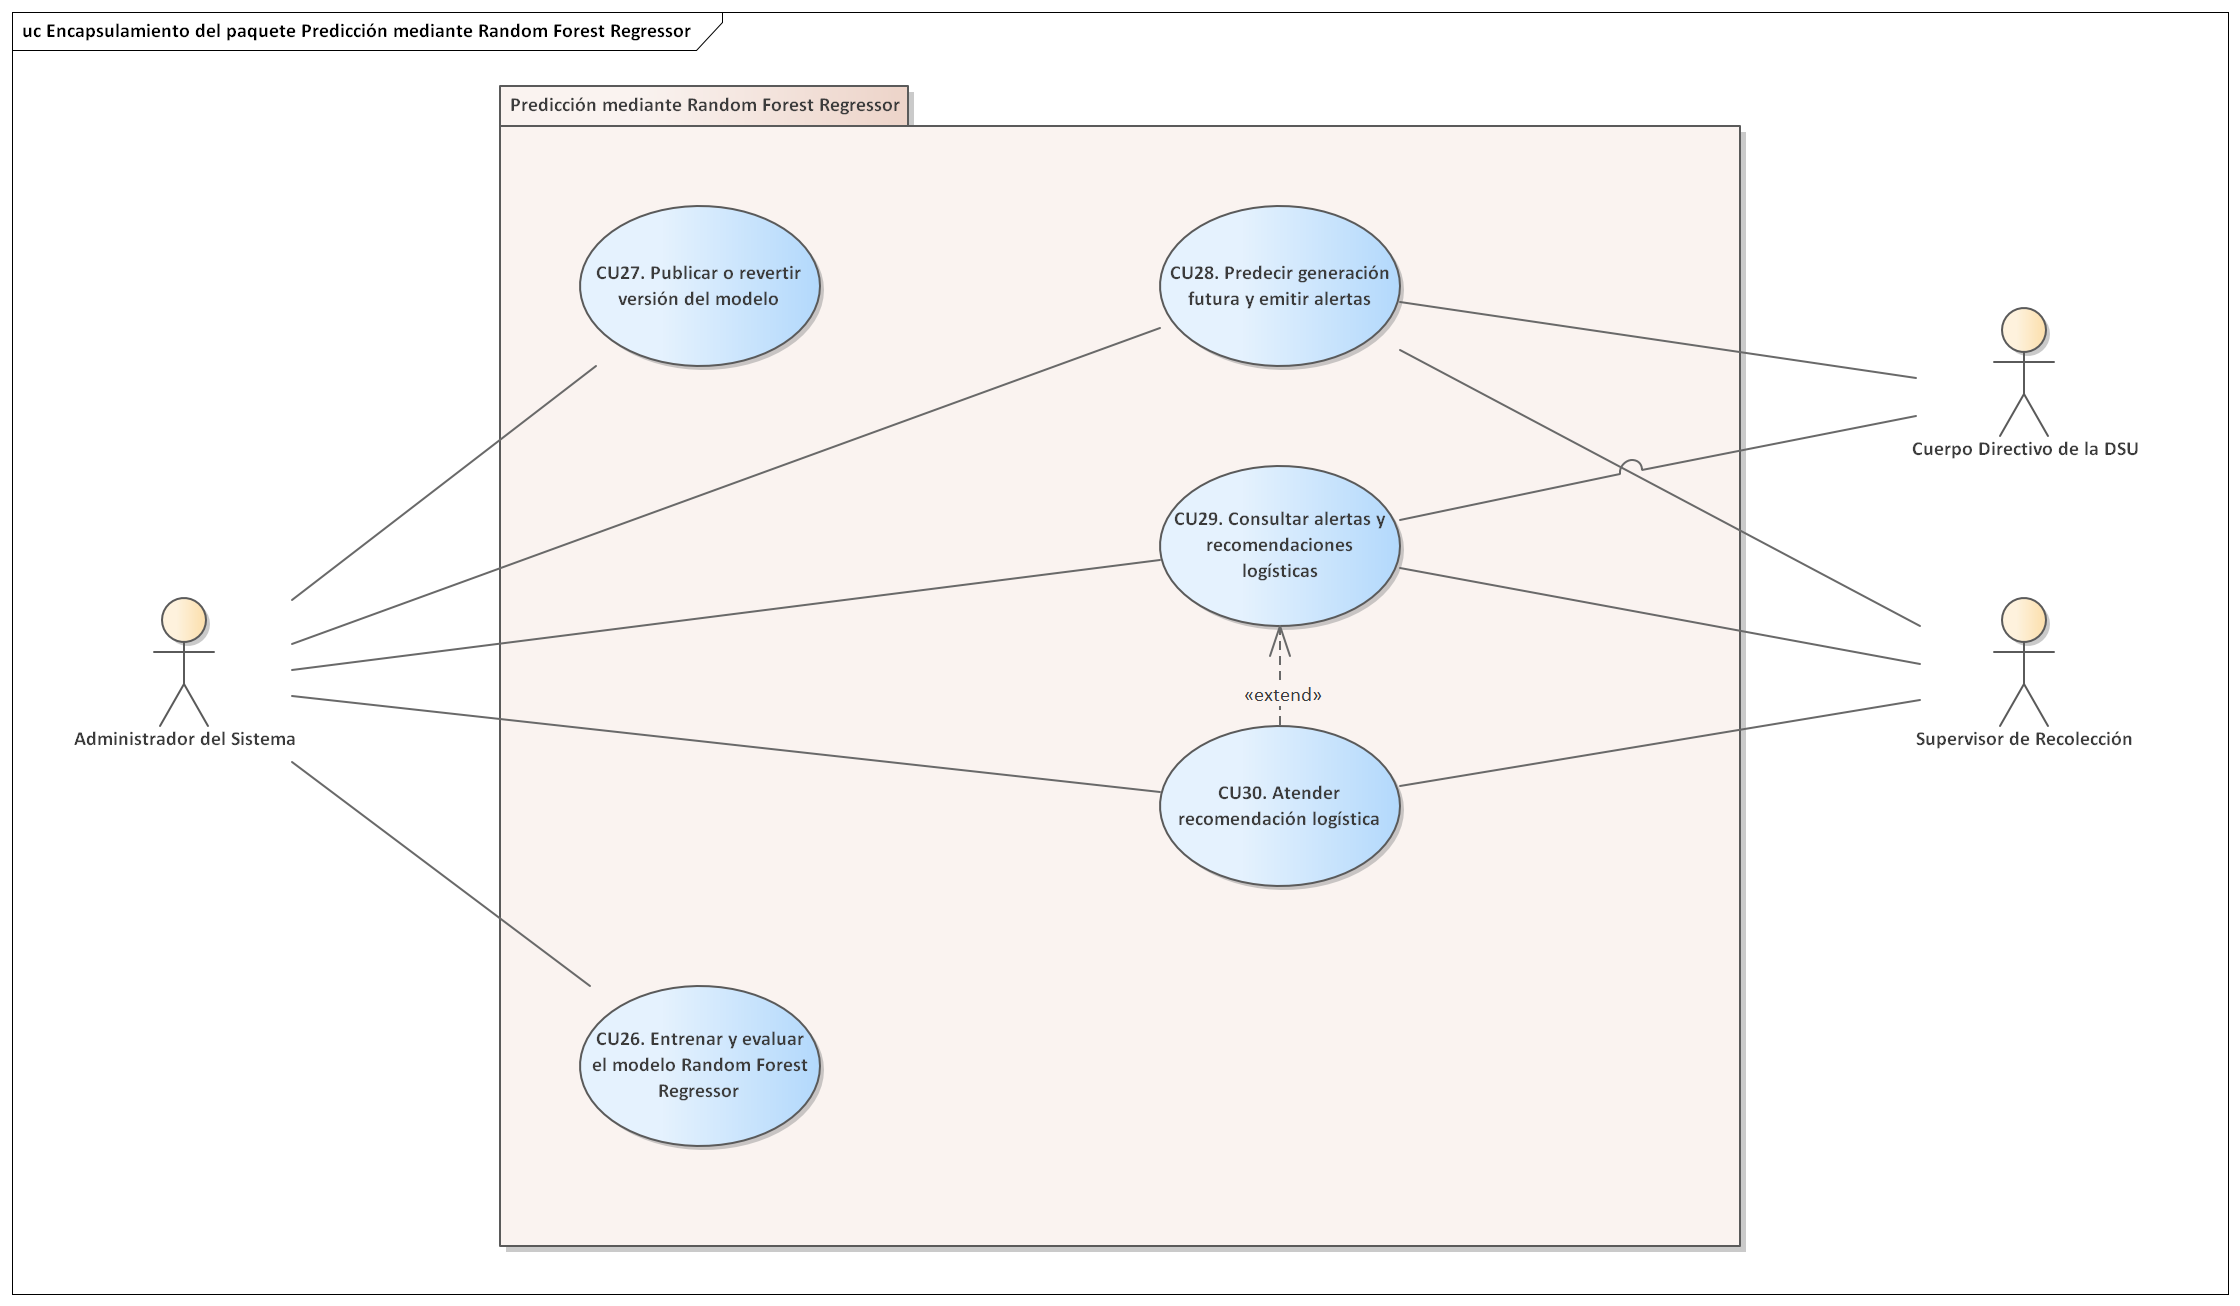 uc Encapsulamiento del paquete Predicción mediante Random Forest Regressor
Predicción mediante Random Forest Regressor
CU27. Publicar o revertir
versión del modelo
CU28. Predecir generación
futura y emitir alertas
Cuerpo Directivo de la DSU
CU29. Consultar alertas y
recomendaciones
logísticas
«extend»
Administrador del Sistema
Supervisor de Recolección
CU30. Atender
recomendación logística
CU26. Entrenar y evaluar
el modelo Random Forest
Regressor